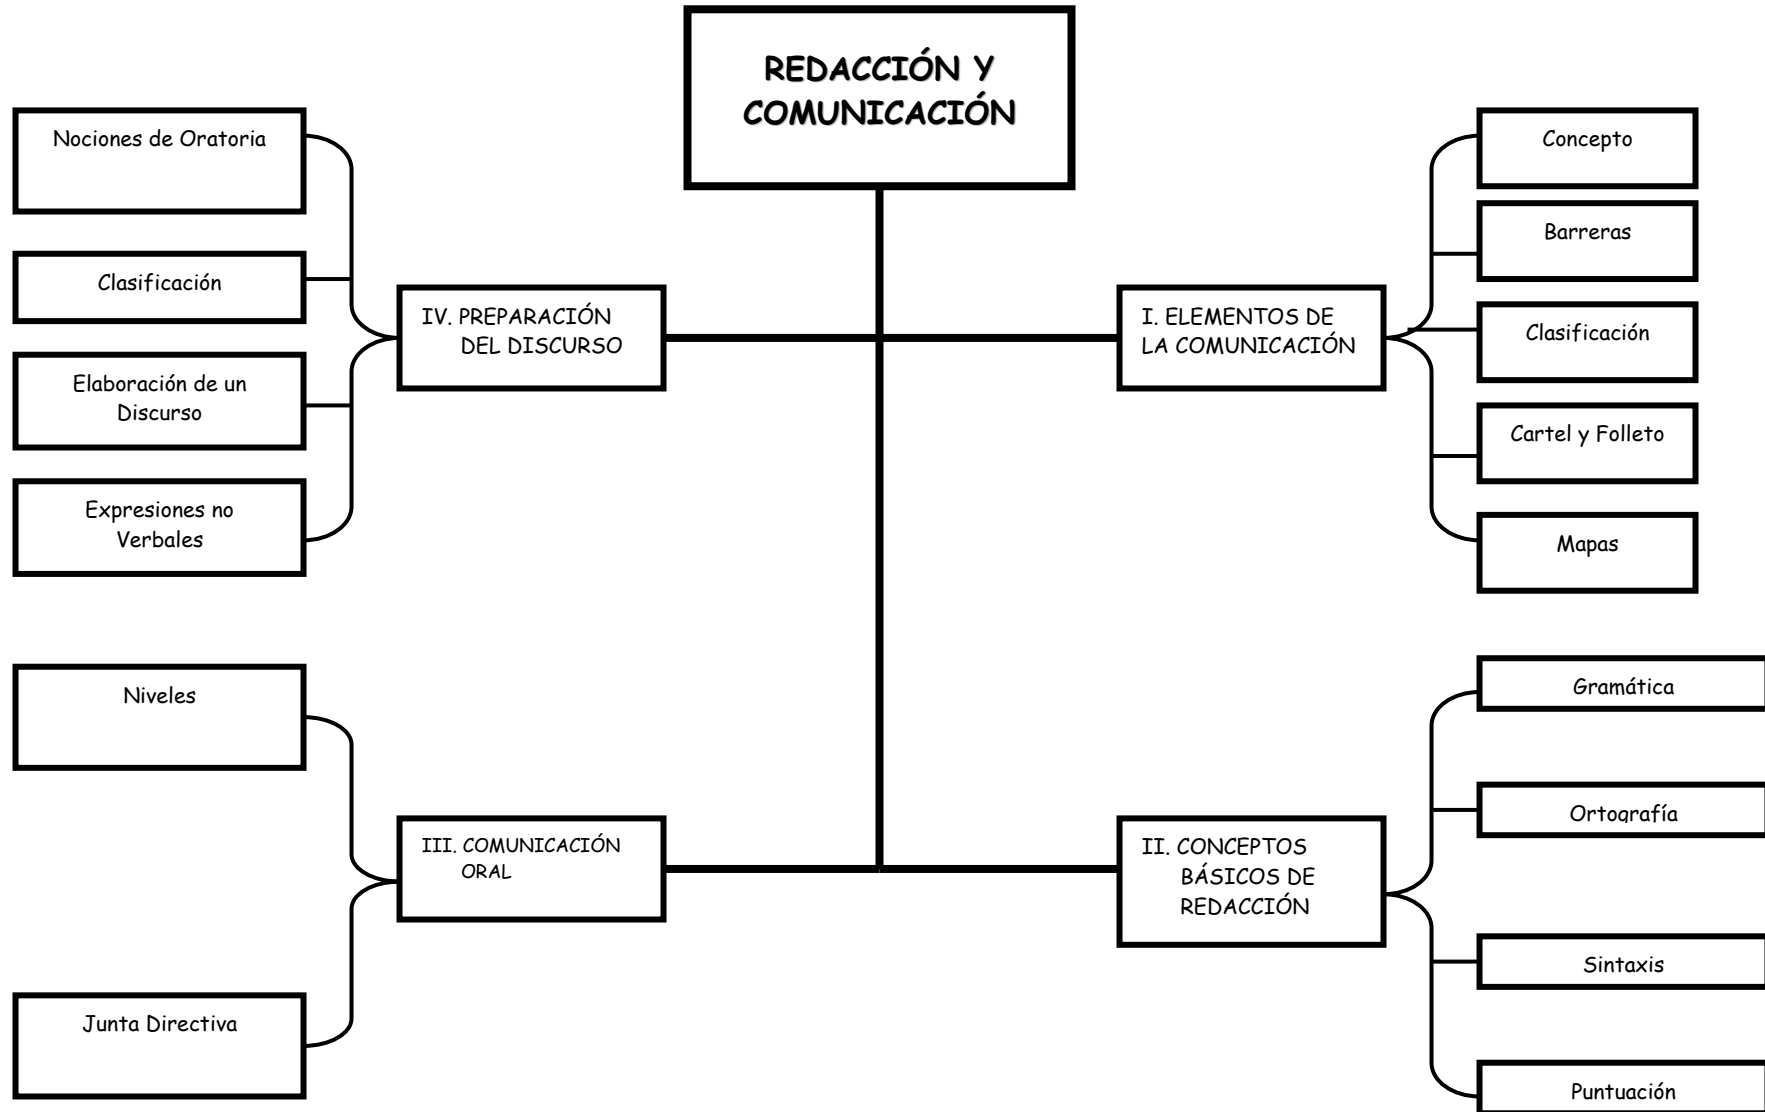 REDACCIÓN Y
COMUNICACIÓN
Nociones de Oratoria
Clasificación
Elaboración de un
Discurso
Expresiones no
Verbales
IV. PREPARACIÓN
DEL DISCURSO
I. ELEMENTOS DE
LA COMUNICACIÓN
Concepto
Barreras
Clasificación
Cartel y Folleto
Mapas
Niveles
Junta Directiva
III. COMUNICACIÓN
ORAL
II. CONCEPTOS
BÁSICOS DE
REDACCIÓN
Gramática
Ortografía
Sintaxis
Puntuación